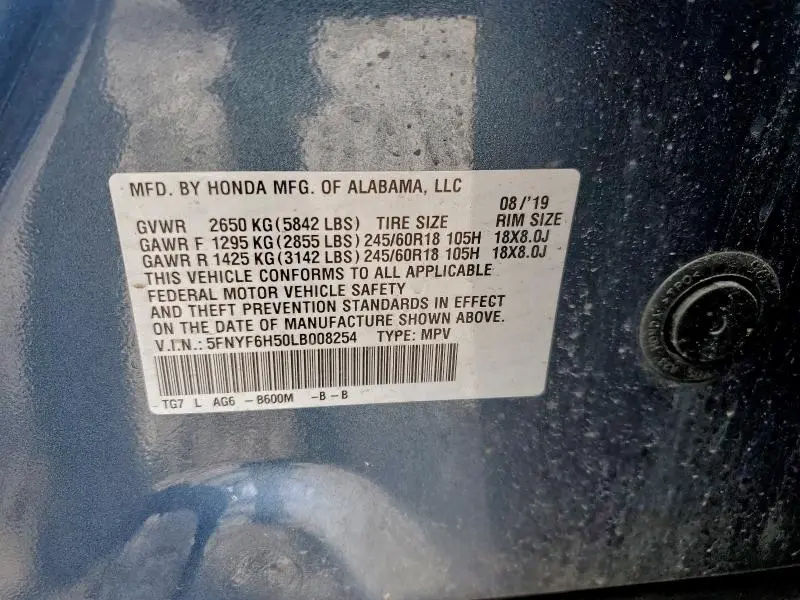 MFD. BY HONDA MFG. OF ALABAMA, LLC
08/'19
GVWR 2650 KG (5842 LBS) TIRE SIZE RIM SIZE
GAWR F 1295 KG (2855 LBS) 245/60R18 105H 18X8.0J
GAWR R 1425 KG (3142 LBS) 245/60R18 105H 18X8.0J
THIS VEHICLE CONFORMS TO ALL APPLICABLE
FEDERAL MOTOR VEHICLE SAFETY
AND THEFT PREVENTION STANDARDS IN EFFECT
ON THE DATE OF MANUFACTURE SHOWN ABOVE.
V.I.N.: 5FNYF6H50LB008254 TYPE: MPV
TG7 L AG6 -B600M -B-B